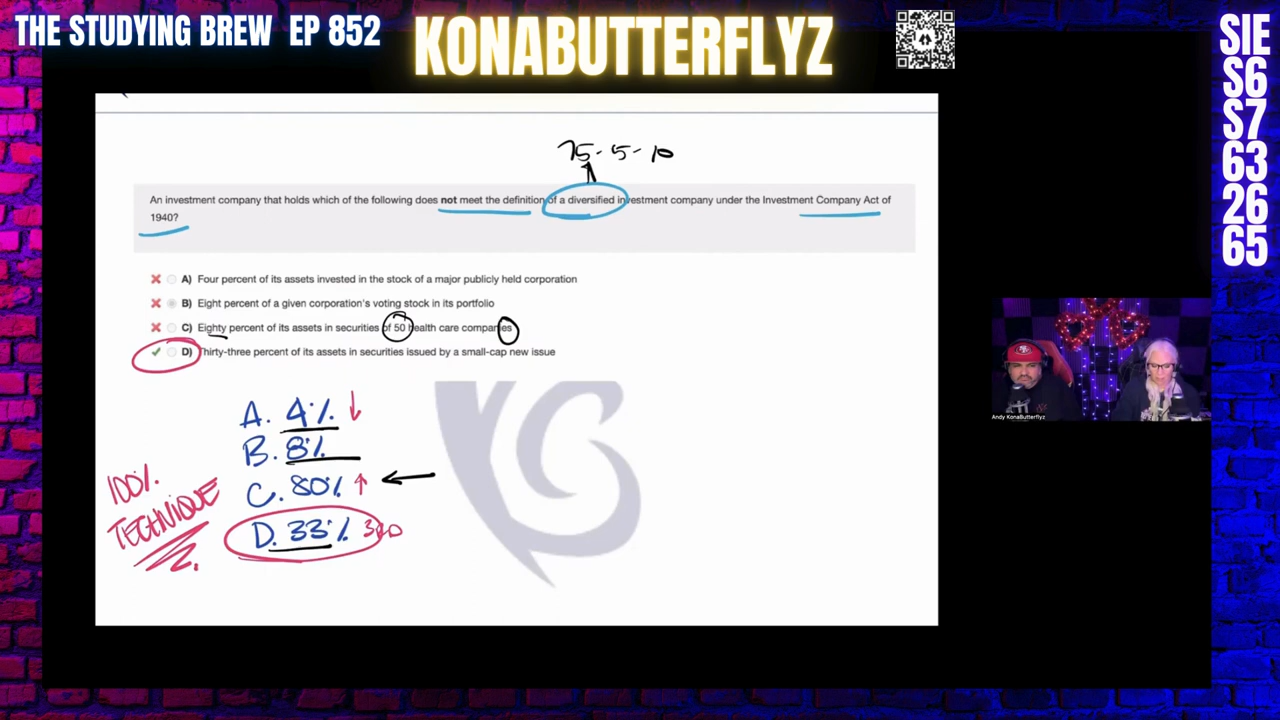 THE STUDYING BREW EP 852
KONABUTTERFLYZ
SIE
S6
S7
63
26
65
75-5-10
An investment company that holds which of the following does not meet the definition of a diversified investment company under the Investment Company Act of
1940?
A) Four percent of its assets invested in the stock of a major publicly held corporation
B) Eight percent of a given corporation's voting stock in its portfolio
C) Eighty percent of its assets in securities of 50 health care companies
D) Thirty-three percent of its assets in securities issued by a small-cap new issue
A. 4%
B. 8%
C. 80%
D. 33%
100%
TECHNIQUE
Andy KonaButterflyz